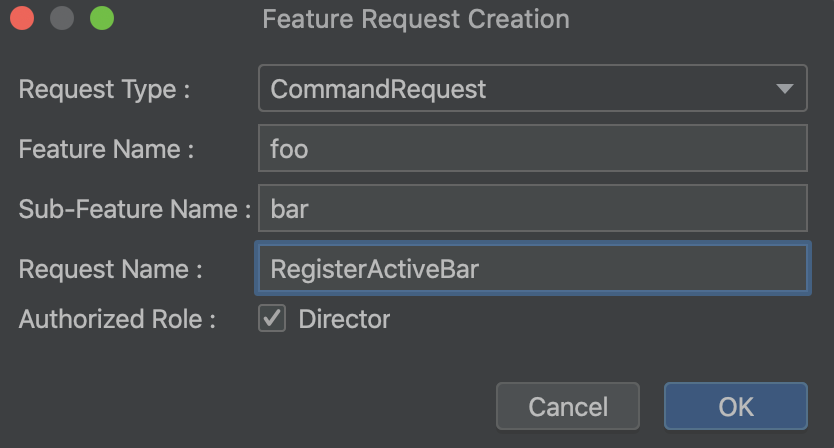 Feature Request Creation
Request Type : CommandRequest
Feature Name : foo
Sub-Feature Name : bar
Request Name : RegisterActiveBar
Authorized Role : Director
Cancel OK